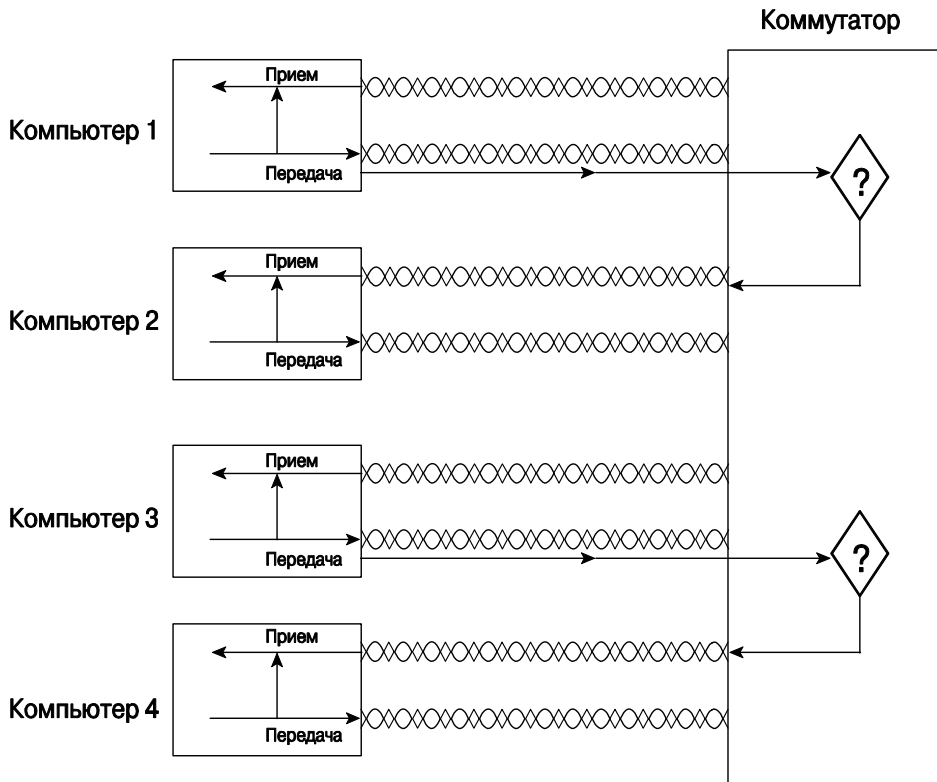 Коммутатор
Прием
Компьютер 1
Передача
?
Прием
Компьютер 2
Передача
Прием
Компьютер 3
Передача
?
Прием
Компьютер 4
Передача